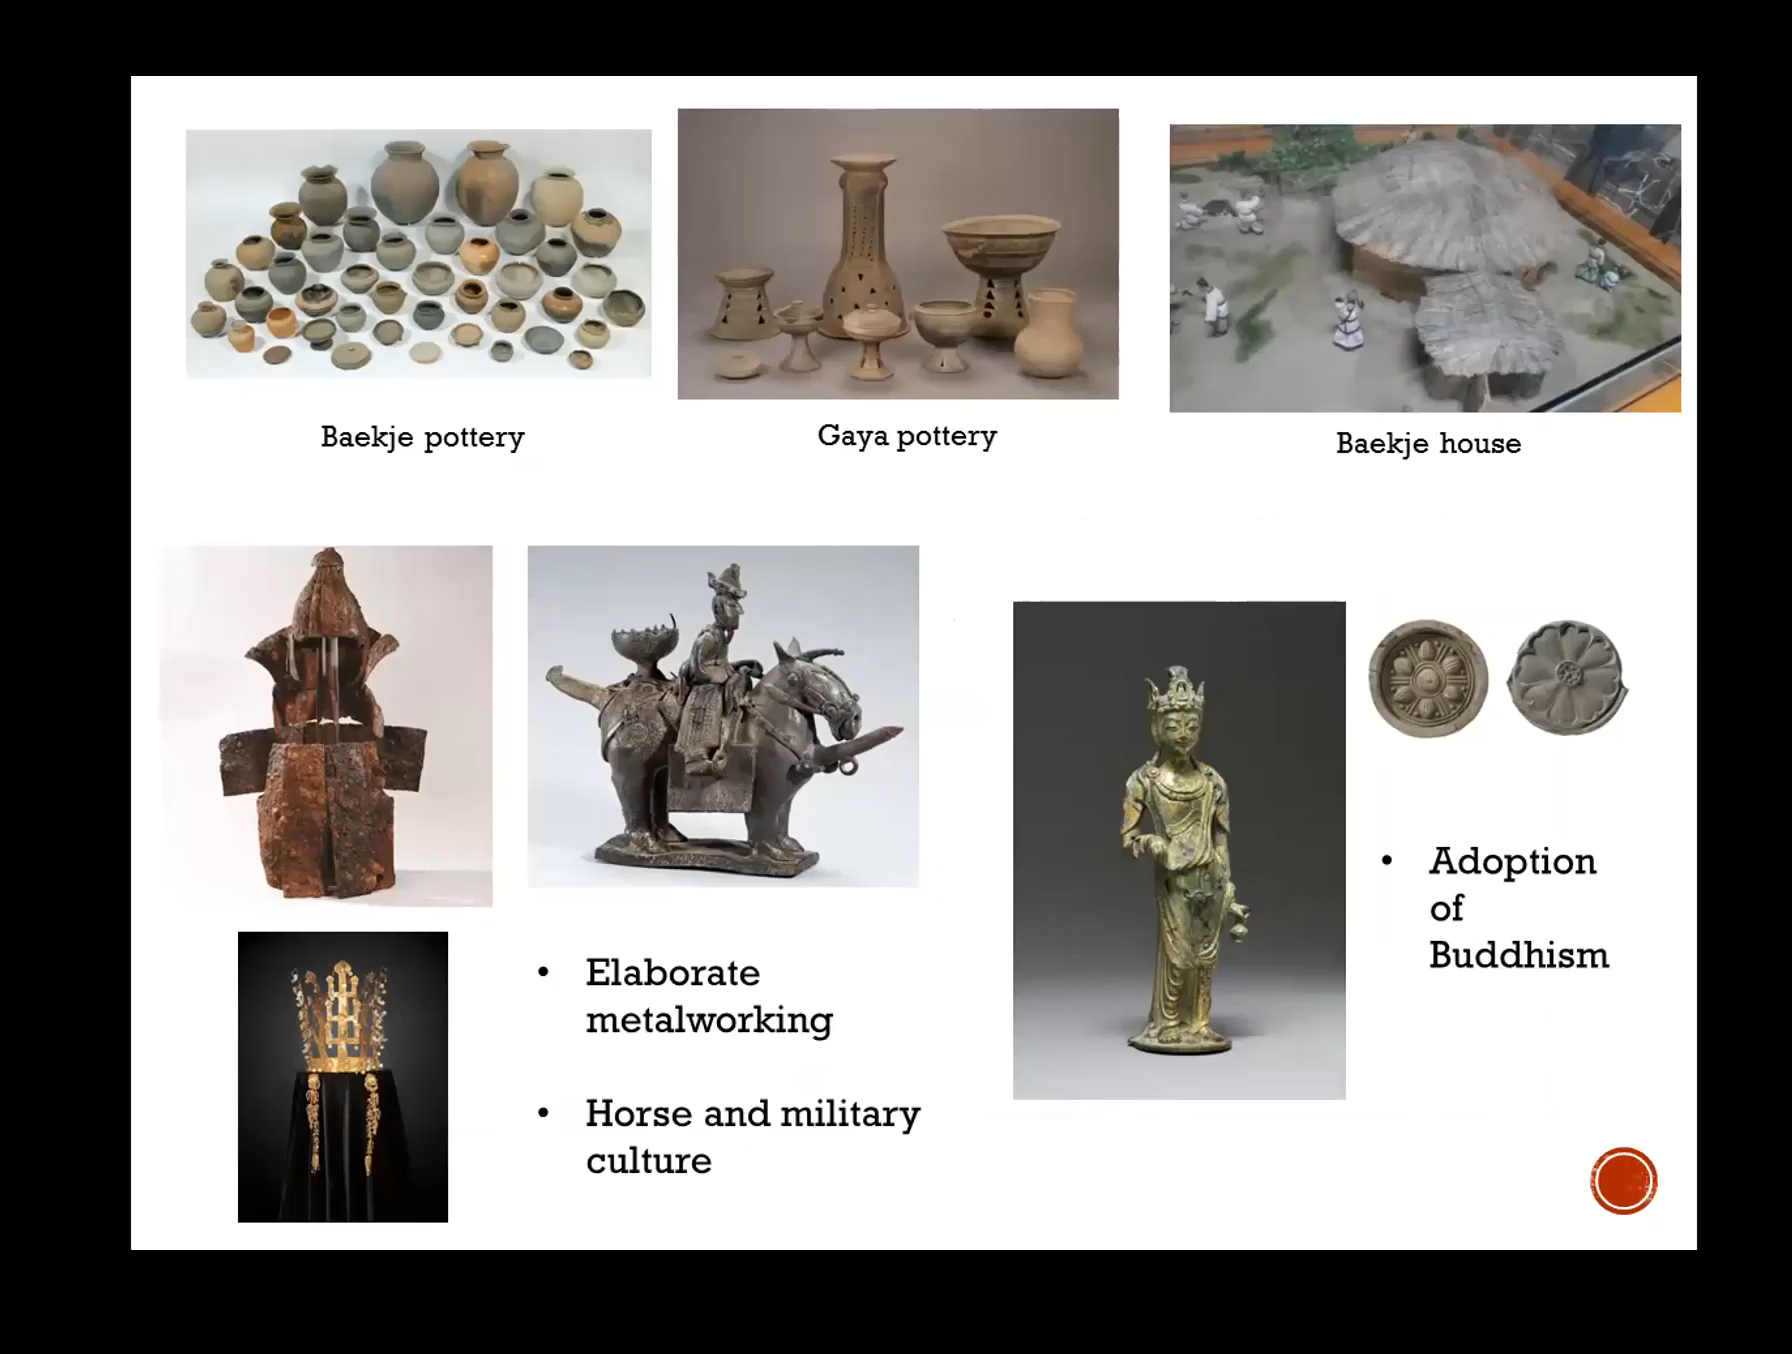 Baekje pottery
Gaya pottery
Baekje house
• Elaborate
metalworking
• Horse and military
culture
• Adoption
of
Buddhism